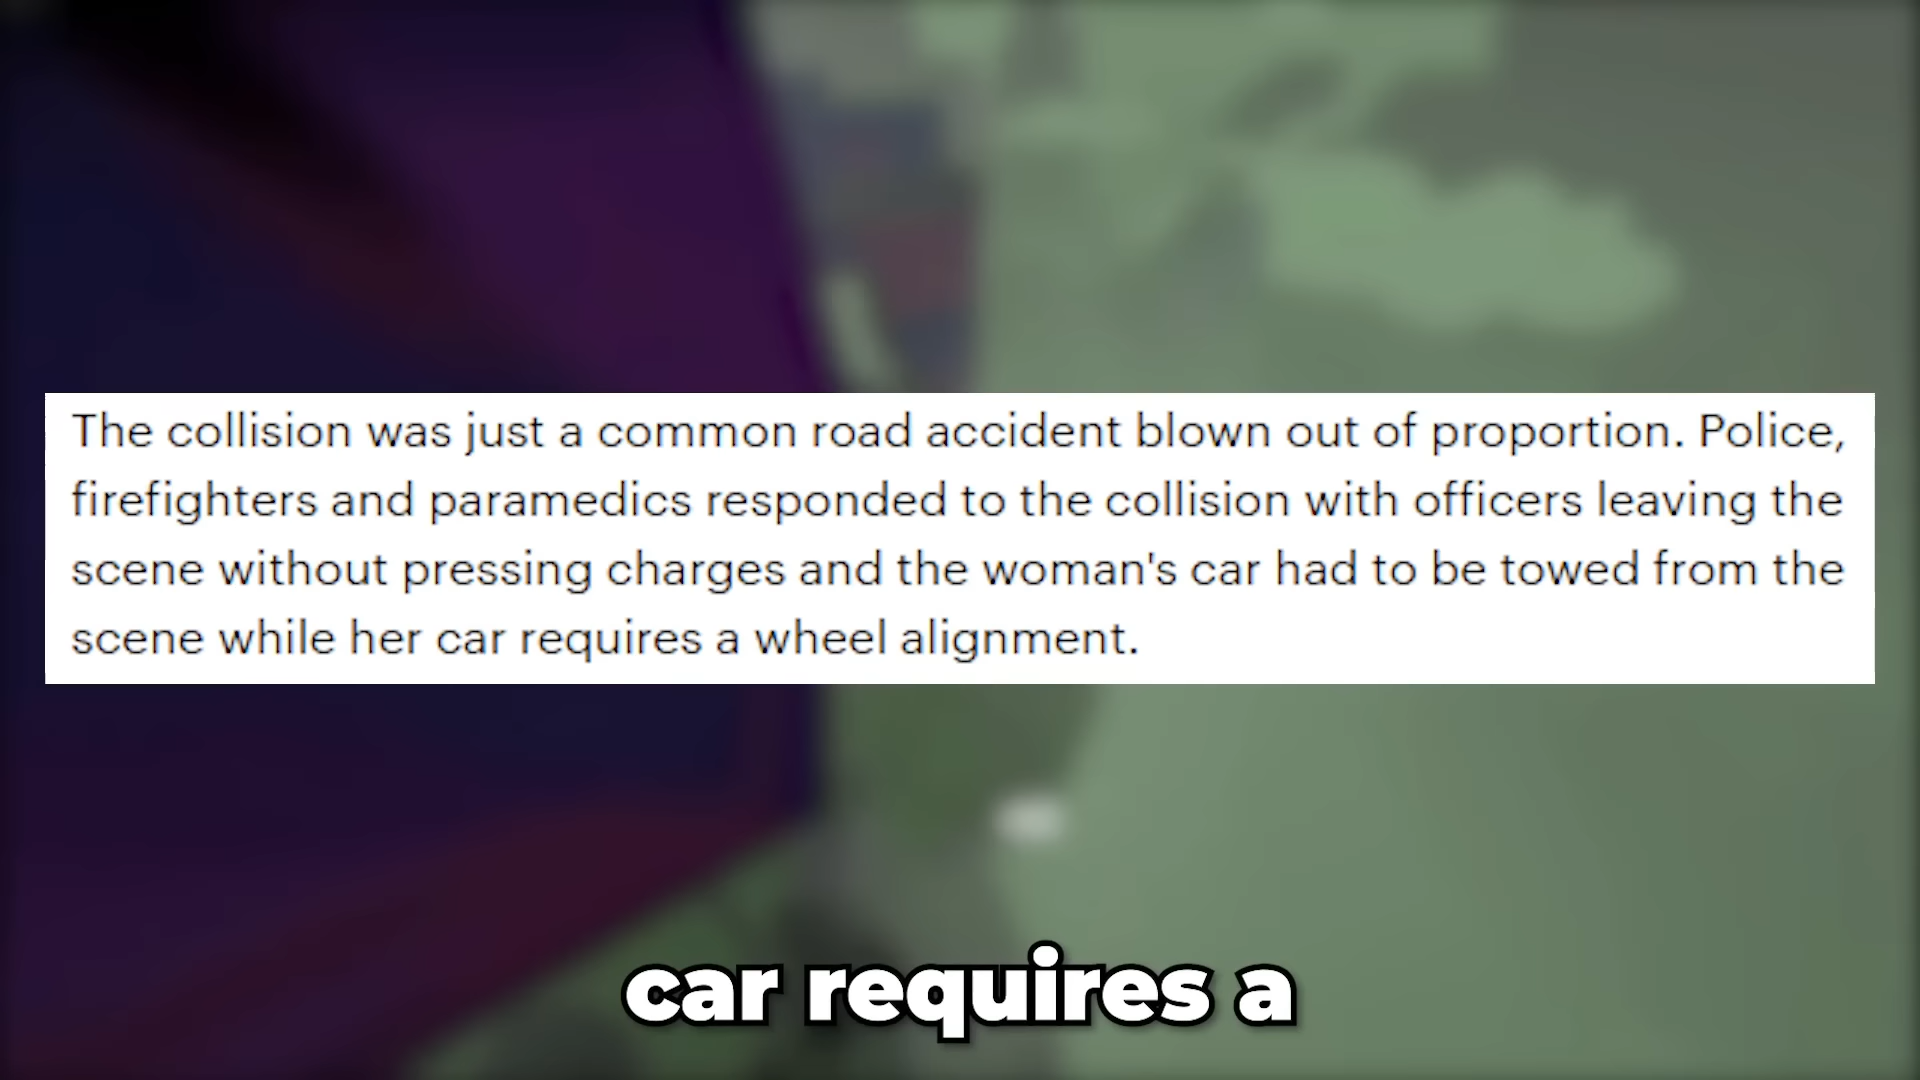 The collision was just a common road accident blown out of proportion. Police,
firefighters and paramedics responded to the collision with officers leaving the
scene without pressing charges and the woman's car had to be towed from the
scene while her car requires a wheel alignment.
car requires a